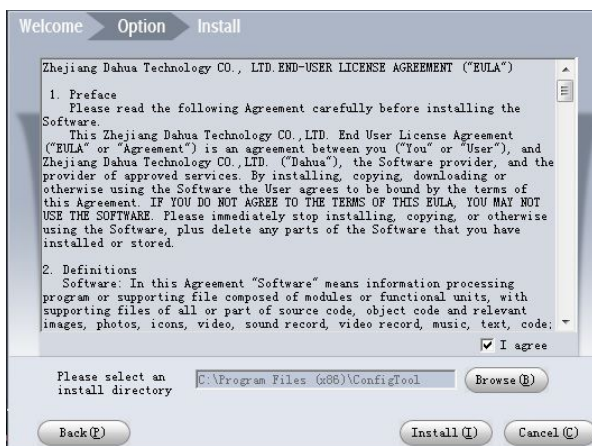 Welcome Option Install
Zhejiang Dahua Technology CO., LTD.END-USER LICENSE AGREEMENT ("EULA")
1. Preface
Please read the following Agreement carefully before installing the
Software.
This Zhejiang Dahua Technology CO.,LTD. End User License Agreement
("EULA" or "Agreement") is an agreement between you ("You" or "User"), and
Zhejiang Dahua Technology CO.,LTD. ("Dahua"), the Software provider, and the
provider of approved services. By installing, copying, downloading or
otherwise using the Software the User agrees to be bound by the terms of
this Agreement. IF YOU DO NOT AGREE TO THE TERMS OF THIS EULA, YOU MAY NOT
USE THE SOFTWARE. Please immediately stop installing, copying, or otherwise
using the Software, plus delete any parts of the Software that you have
installed or stored.
2. Definitions
Software: In this Agreement "Software" means information processing
program or supporting file composed of modules or functional units, with
supporting files of all or part of source code, object code and relevant
images, photos, icons, video, sound record, video record, music, text, code;
I agree
Please select an
install directory
C:\Program Files (x86)\ConfigTool
Browse(B)
Back(P)
Install(I)
Cancel(C)